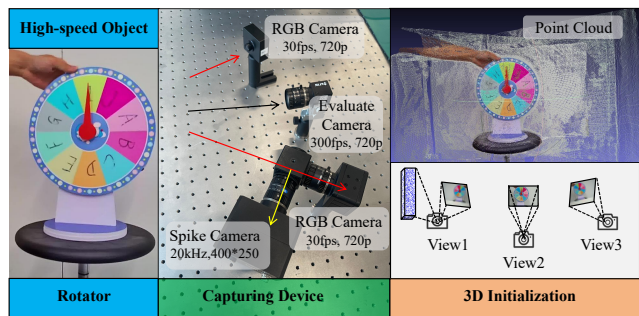 High-speed Object
RGB Camera
30fps, 720p
Evaluate
Camera
300fps, 720p
RGB Camera
30fps, 720p
Spike Camera
20kHz,400*250
Point Cloud
View1
View2
View3
A
B
C
D
E
F
G
H
Rotator
Capturing Device
3D Initialization